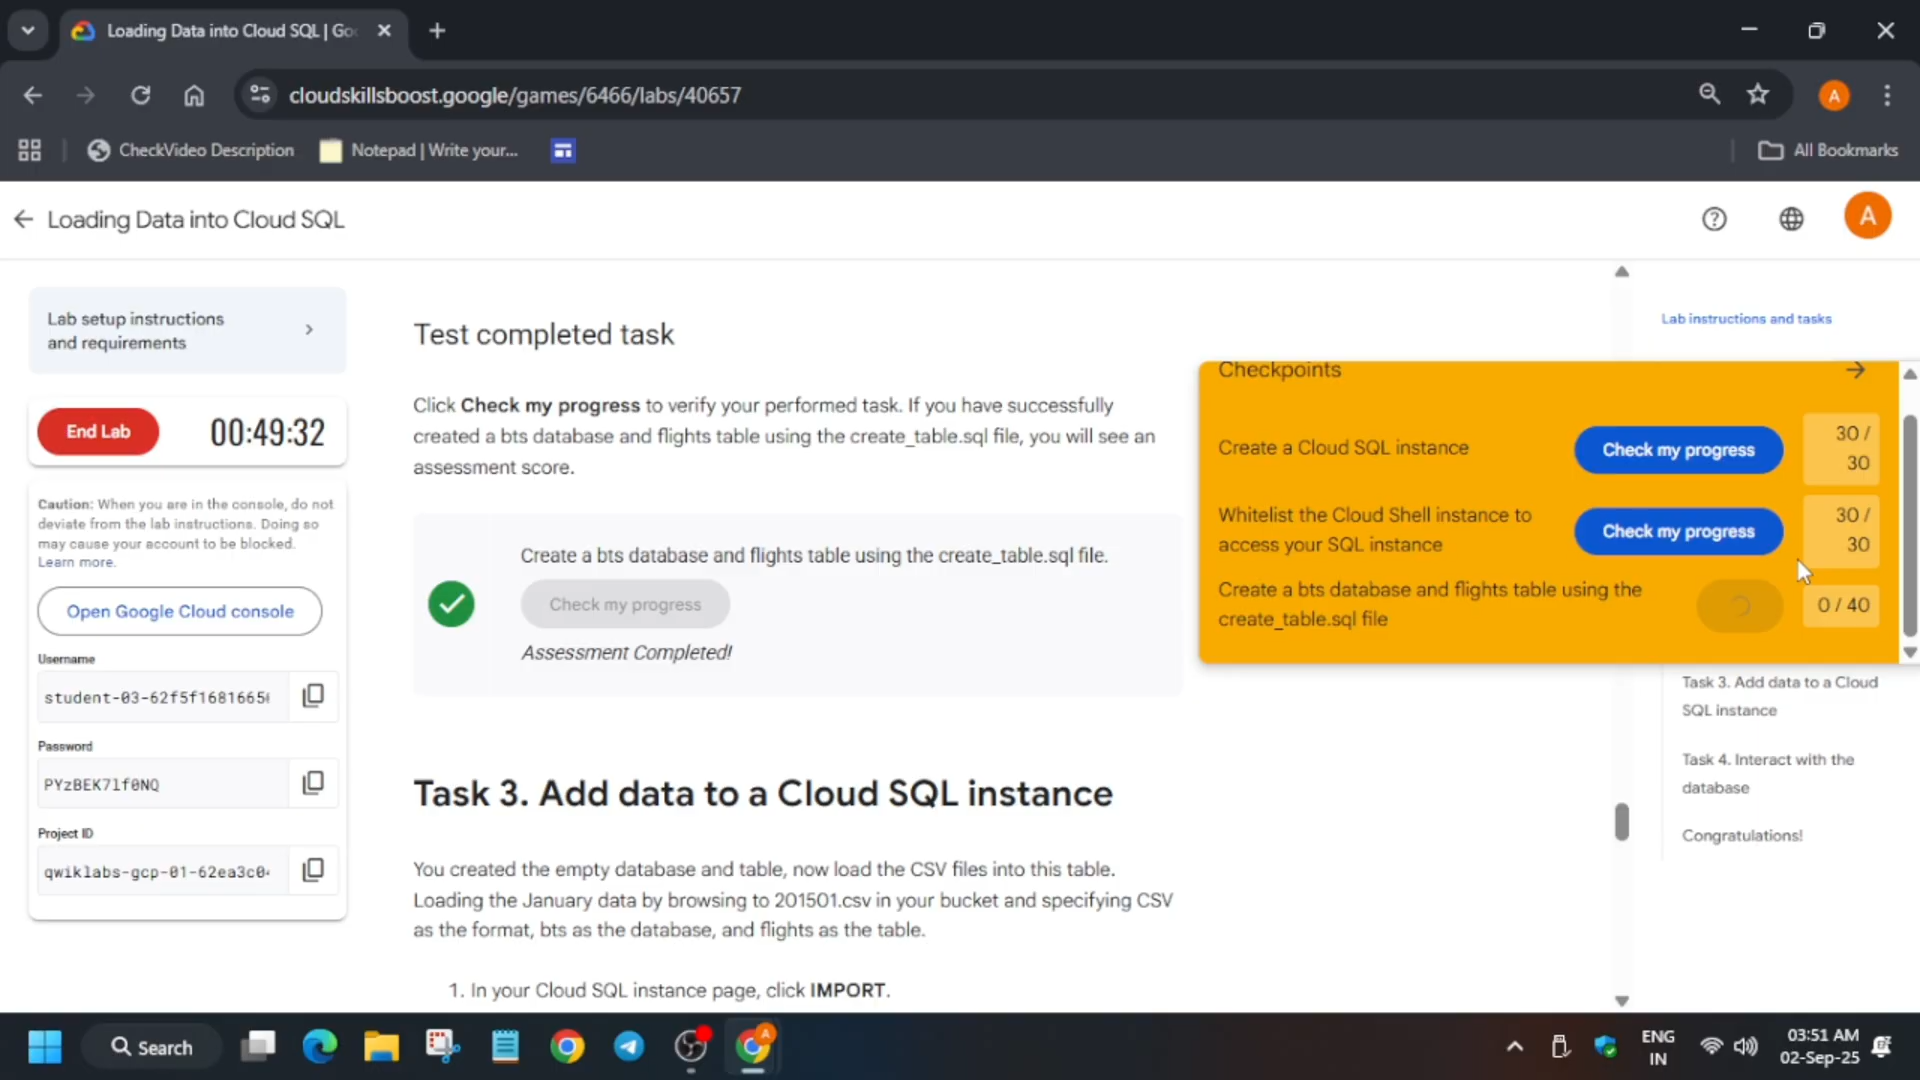 Loading Data into Cloud SQL | Goo
cloudskillsboost.google/games/6466/labs/40657
A
CheckVideo Description
Notepad | Write your...
All Bookmarks
Loading Data into Cloud SQL
A
Lab setup instructions
and requirements
End Lab
00:49:32
Caution: When you are in the console, do not
deviate from the lab instructions. Doing so
may cause your account to be blocked.
Learn more.
Open Google Cloud console
Username
student-03-62f5f1681665
Password
PYzBEK7lf0NQ
Project ID
qwiklabs-gcp-01-62ea3c0
Test completed task
Click Check my progress to verify your performed task. If you have successfully
created a bts database and flights table using the create_table.sql file, you will see an
assessment score.
Create a bts database and flights table using the create_table.sql file.
Check my progress
Assessment Completed!
Task 3. Add data to a Cloud SQL instance
You created the empty database and table, now load the CSV files into this table.
Loading the January data by browsing to 201501.csv in your bucket and specifying CSV
as the format, bts as the database, and flights as the table.
1. In your Cloud SQL instance page, click IMPORT.
Lab instructions and tasks
Checkpoints
Create a Cloud SQL instance
Check my progress
30 /
30
Whitelist the Cloud Shell instance to
access your SQL instance
Check my progress
30 /
30
Create a bts database and flights table using the
create_table.sql file
0 / 40
Task 3. Add data to a Cloud
SQL instance
Task 4. Interact with the
database
Congratulations!
Search
A
ENG
IN
03:51 AM
02-Sep-25